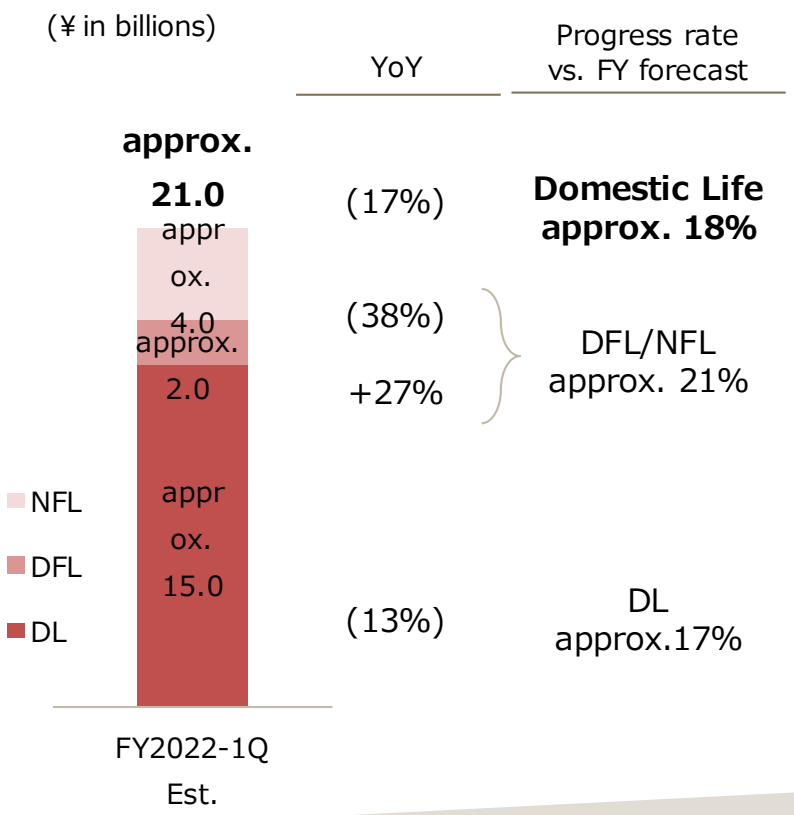 (¥ in billions)
YoY
Progress rate
vs. FY forecast
approx.
21.0
(17%)
Domestic Life
approx. 18%
appr
ox.
4.0
(38%)
approx.
2.0
+27%
DFL/NFL
approx. 21%
appr
ox.
15.0
(13%)
DL
approx.17%
NFL
DFL
DL
FY2022-1Q
Est.